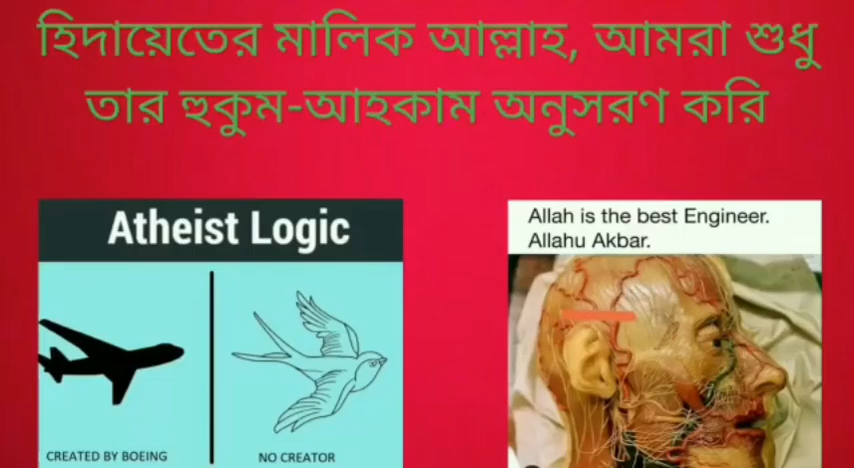 হিদায়েতের মালিক আল্লাহ, আমরা শুধু
তার হুকুম-আহকাম অনুসরণ করি
Atheist Logic
CREATED BY BOEING
NO CREATOR
Allah is the best Engineer.
Allahu Akbar.